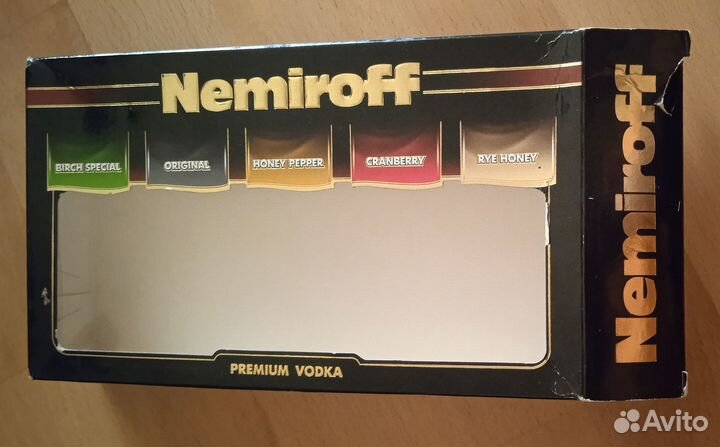 Nemiroff
BIRCH SPECIAL
ORIGINAL
HONEY PEPPER
CRANBERRY
RYE HONEY
PREMIUM VODKA
Nemiroff
Avito